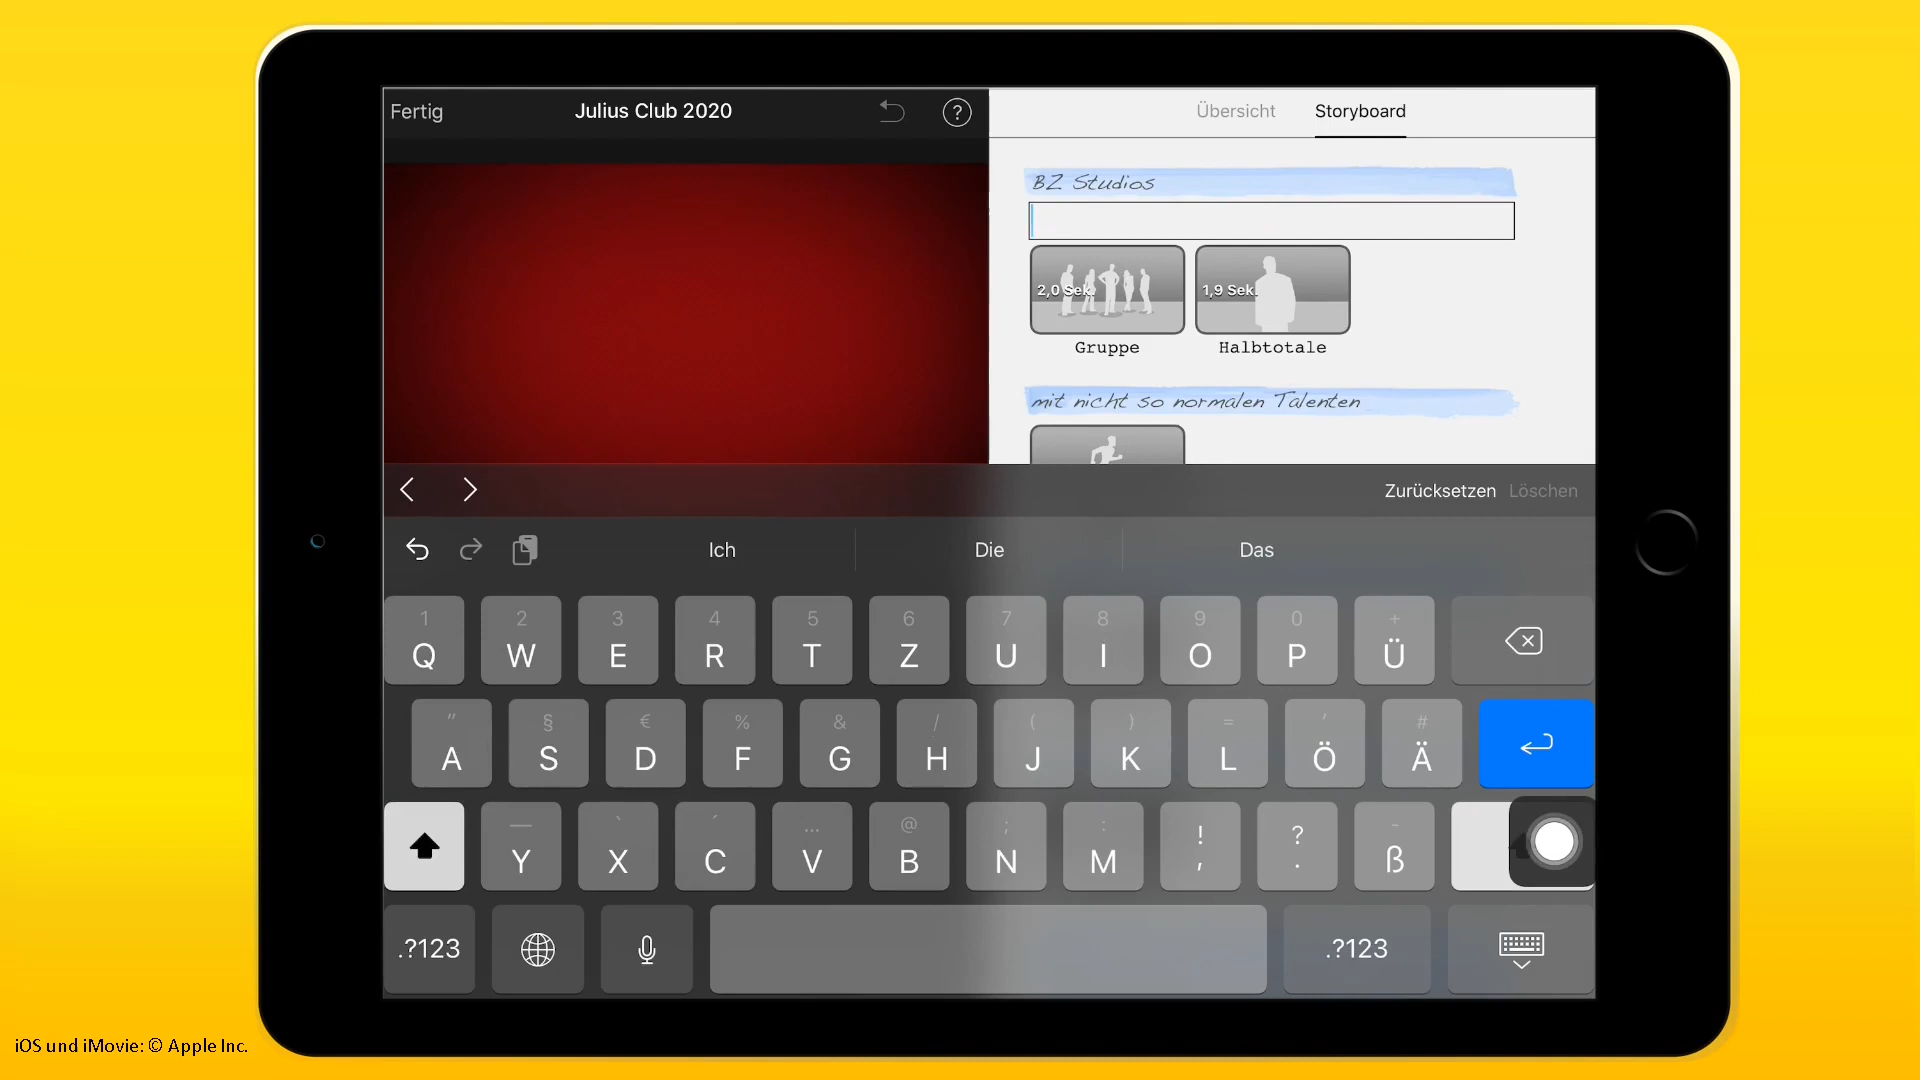 Fertig
Julius Club 2020
?
Übersicht
Storyboard
BZ Studios
2,0 Sek.
1,9 Sek.
Gruppe
Halbtotale
mit nicht so normalen Talenten
Zurücksetzen
Löschen
Ich
Die
Das
1 2 3 4 5 6 7 8 9 0 +
Q W E R T Z U I O P Ü
" § € % & / ( ) = ' #
A S D F G H J K L Ö Ä
— ` ´ ... @ ; : ! ? -
Y X C V B N M , . ß
.?123
.?123
iOS und iMovie: © Apple Inc.